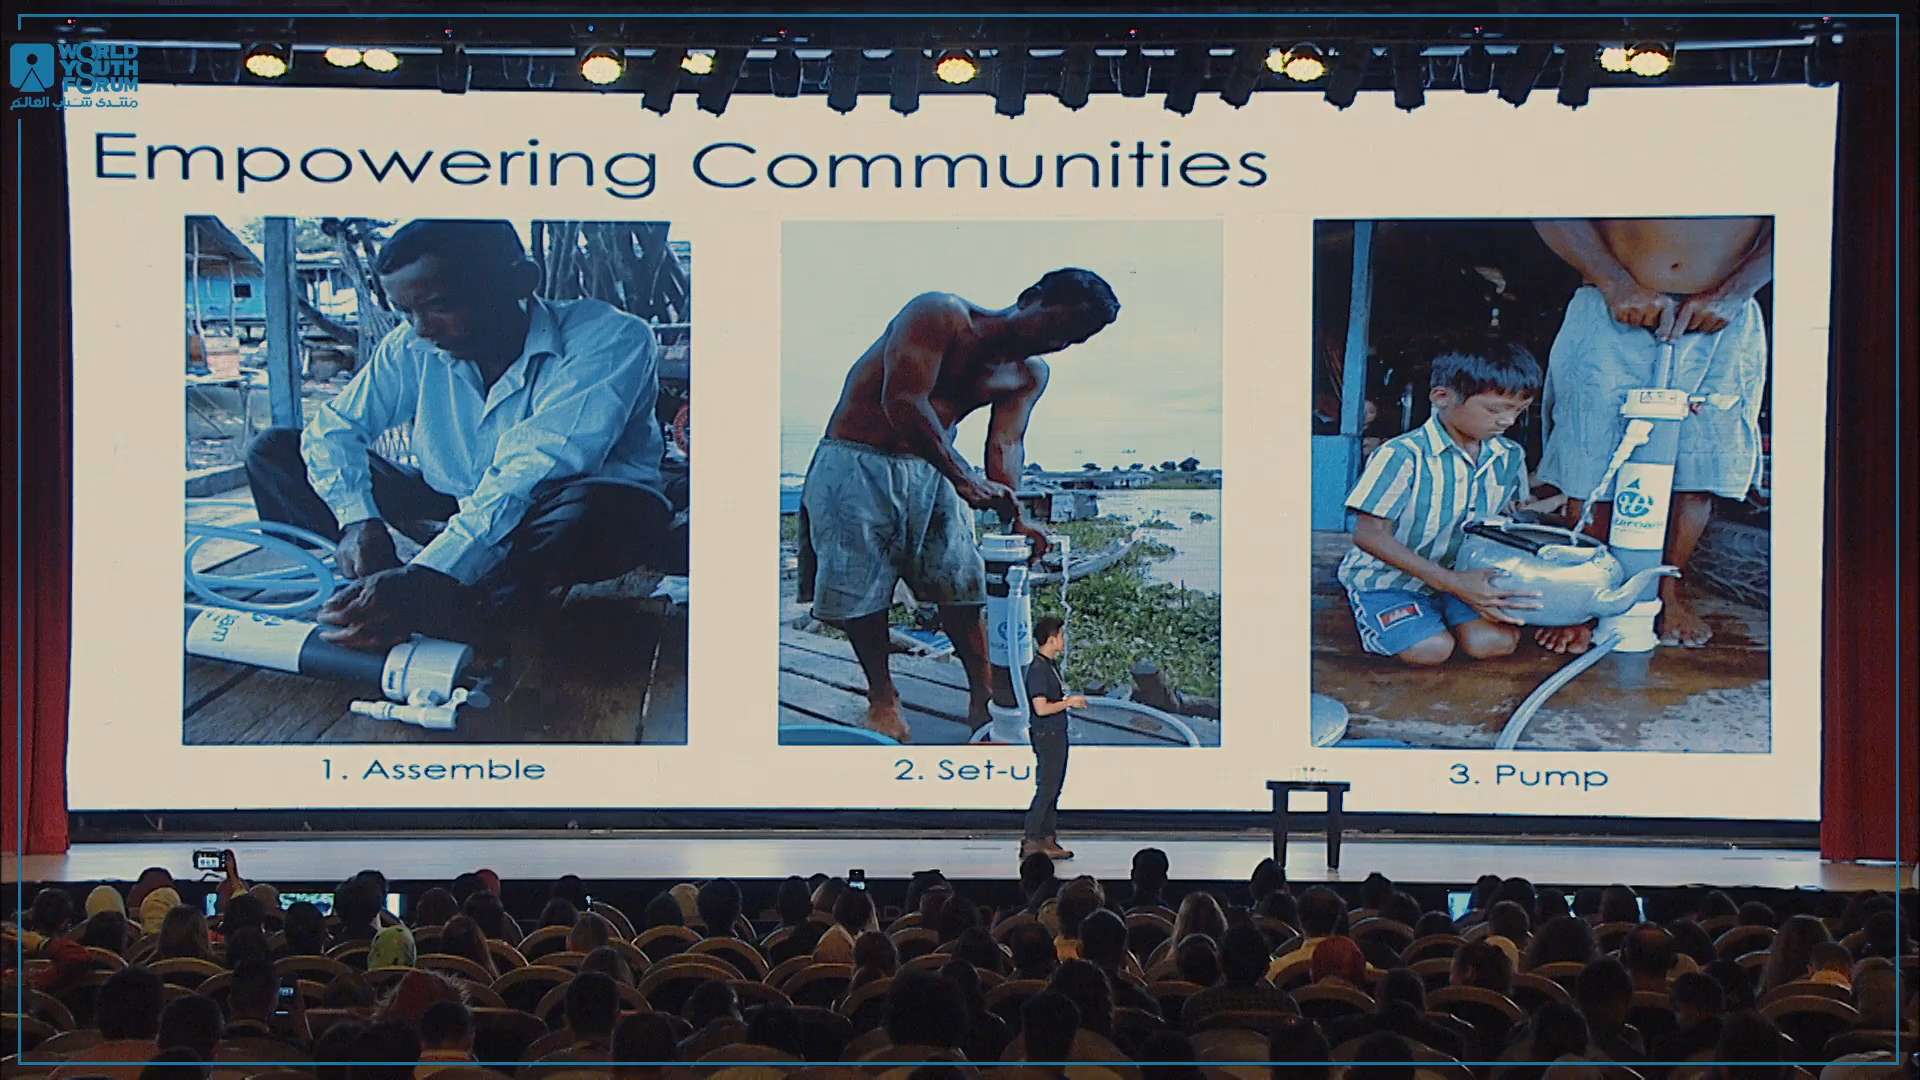 WORLD
YOUTH
FORUM
منتدى شباب العالم
Empowering Communities
1. Assemble
2. Set-u
3. Pump